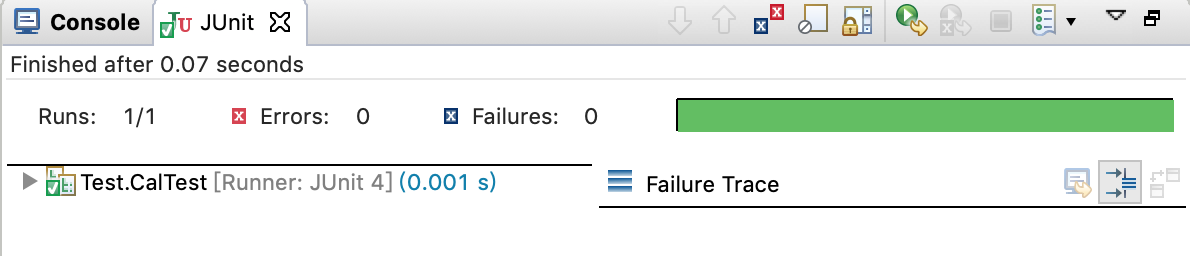 Console JUnit
Finished after 0.07 seconds
Runs: 1/1 Errors: 0 Failures: 0
Test.CalTest [Runner: JUnit 4] (0.001 s)
Failure Trace